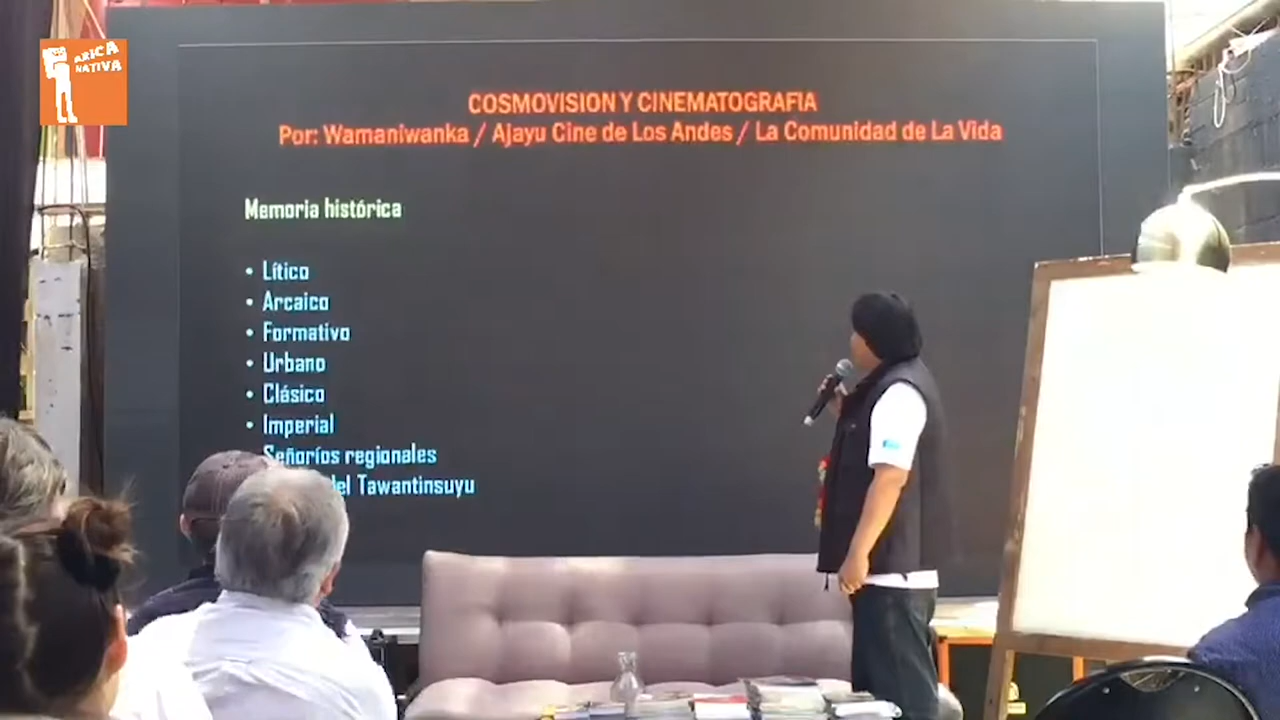 ARICA
NATIVA
COSMOVISION Y CINEMATOGRAFIA
Por: Wamaniwanka / Ajayu Cine de Los Andes / La Comunidad de La Vida
Memoria histórica
• Lítico
• Arcaico
• Formativo
• Urbano
• Clásico
• Imperial
Señoríos regionales
del Tawantinsuyu